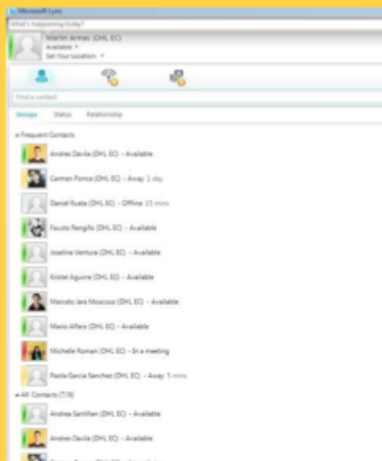 Microsoft Lync
What's happening today?
Martin Armas (DHL EC)
Available
Set Your Location
Find a contact
Groups Status Relationship
Frequent Contacts
Andres Davila (DHL EC) - Available
Carmen Ponce (DHL EC) - Away 1 day
Daniel Rueta (DHL EC) - Offline 15 mins
Fausto Rengifo (DHL EC) - Available
Joseline Ventura (DHL EC) - Available
Kristel Aguirre (DHL EC) - Available
Marcelo Jara Moscoso (DHL EC) - Available
Mario Alfaro (DHL EC) - Available
Michelle Roman (DHL EC) - In a meeting
Paola Garcia Sanchez (DHL EC) - Away 5 mins
All Contacts (7/8)
Andrea Santillan (DHL EC) - Available
Andres Davila (DHL EC) - Available